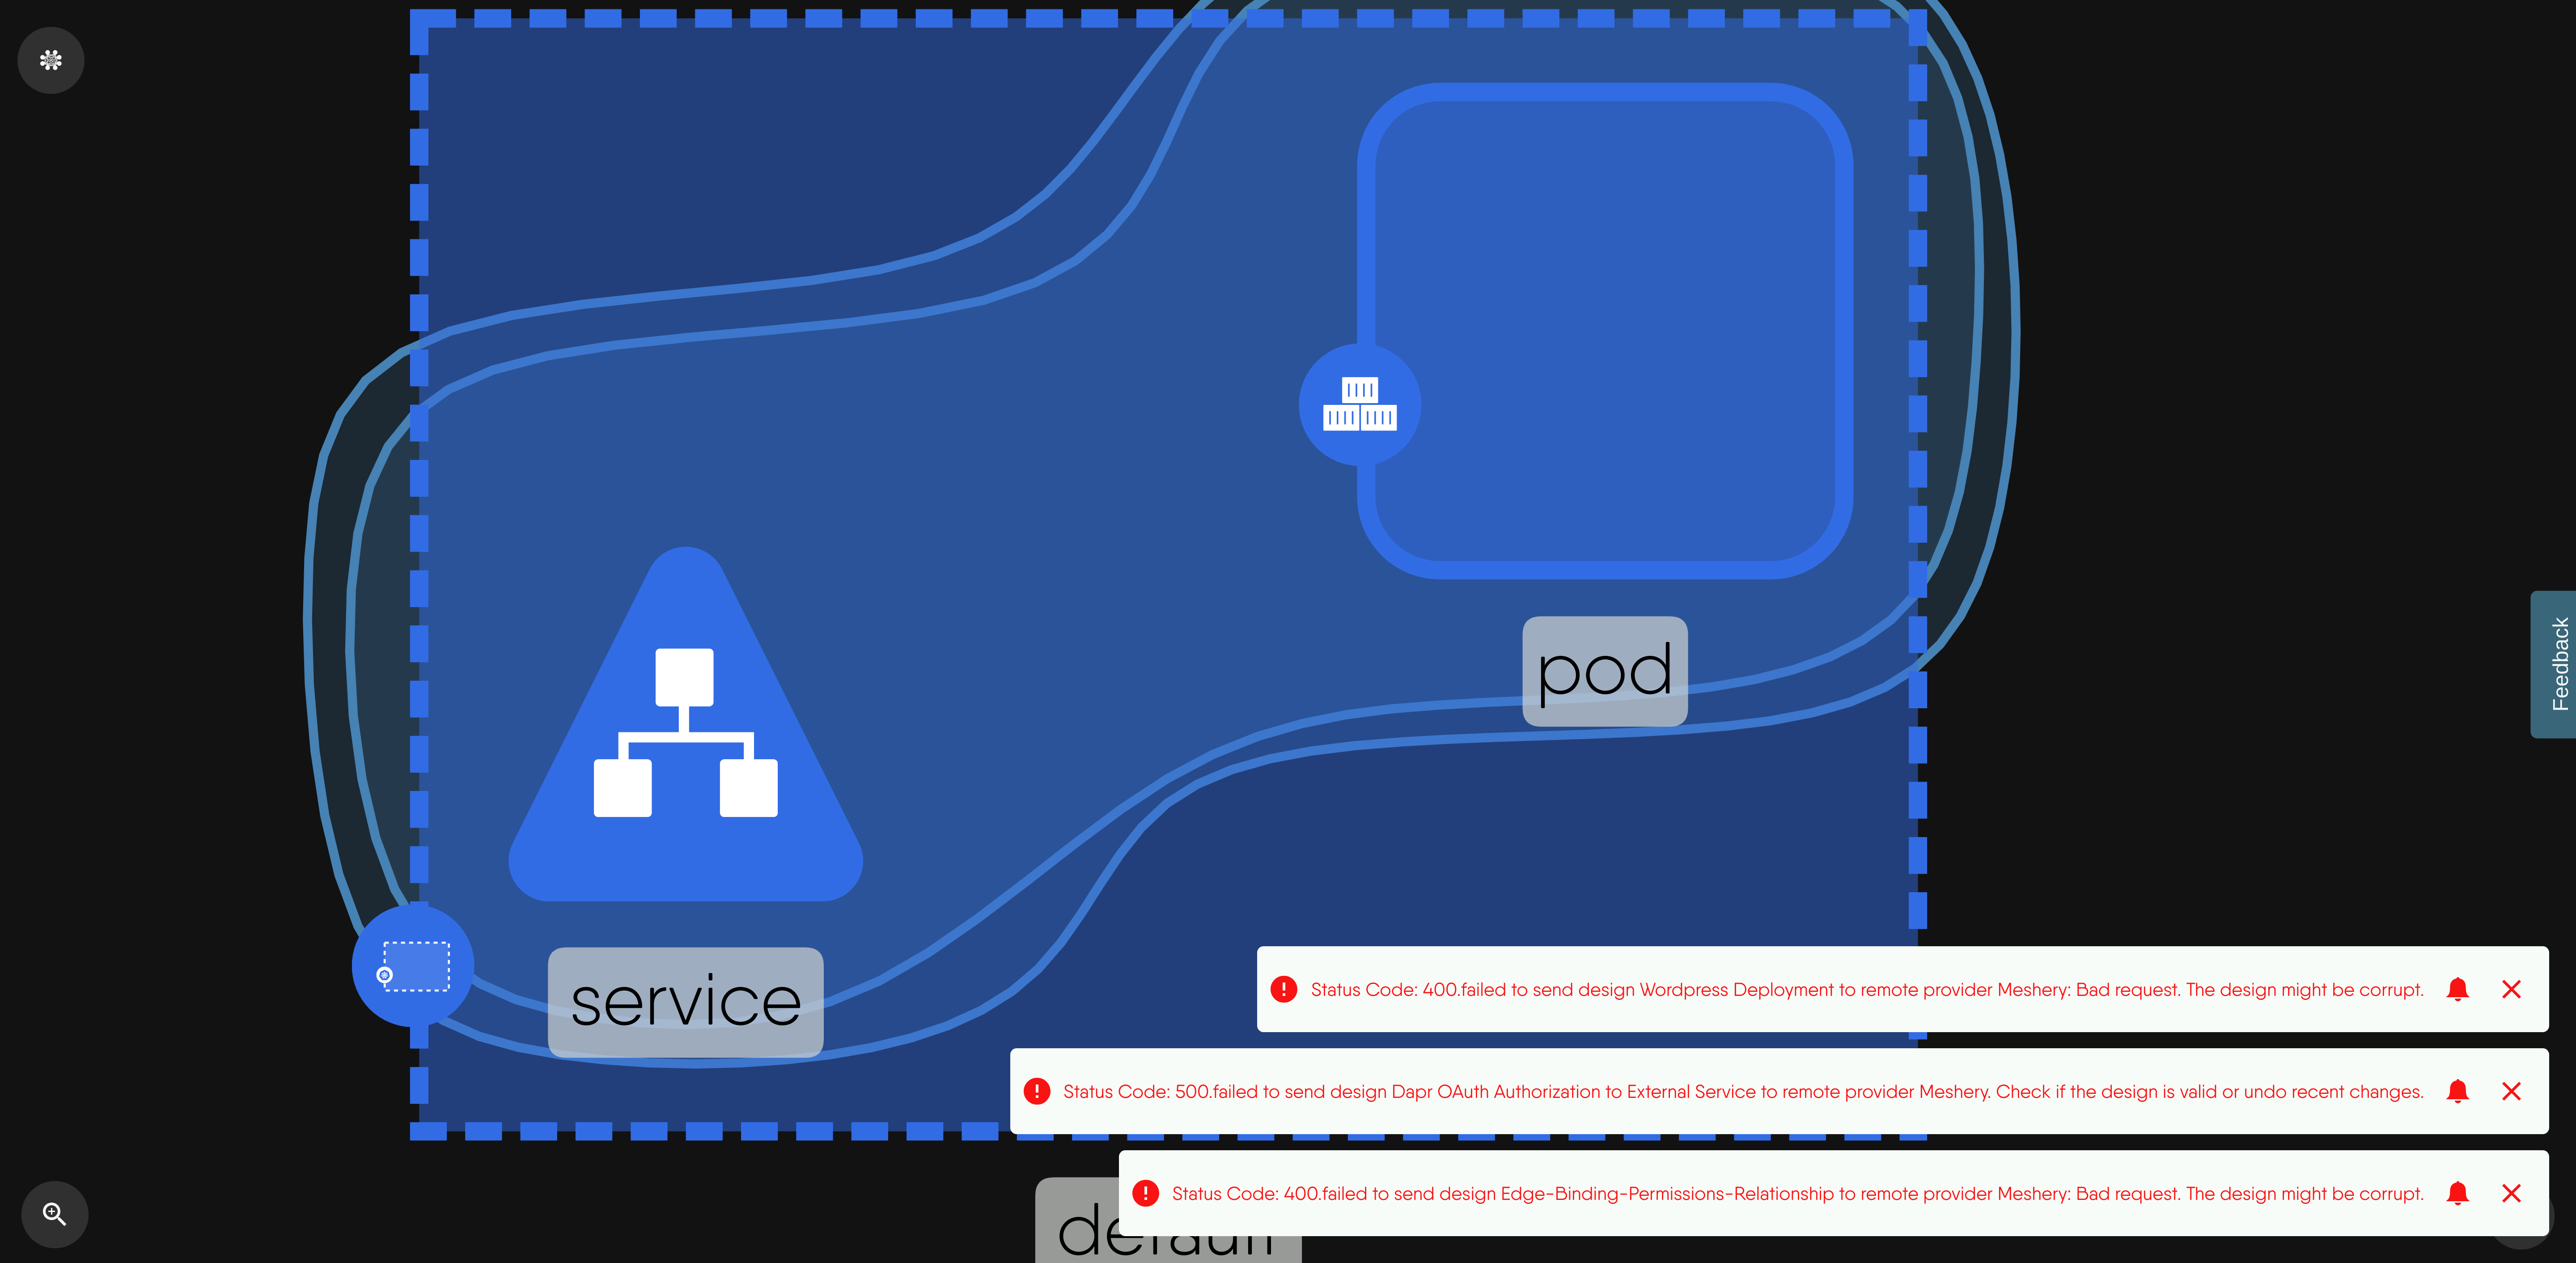 pod
Feedback
service
Status Code: 400.failed to send design Wordpress Deployment to remote provider Meshery: Bad request. The design might be corrupt.
Status Code: 500.failed to send design Dapr OAuth Authorization to External Service to remote provider Meshery. Check if the design is valid or undo recent changes.
Status Code: 400.failed to send design Edge-Binding-Permissions-Relationship to remote provider Meshery: Bad request. The design might be corrupt.
default